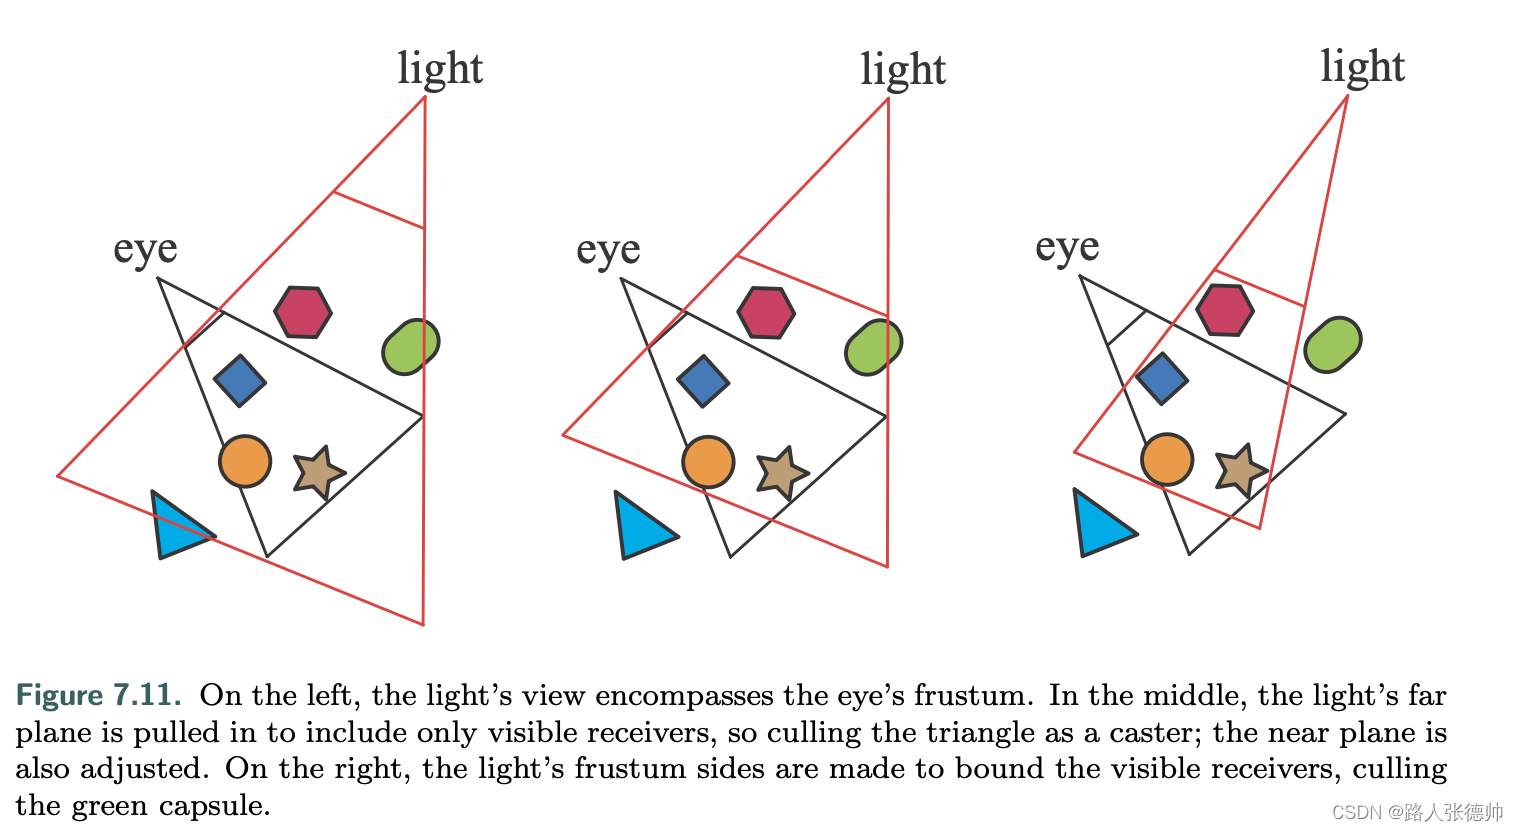 light
light
light
eye
eye
eye
Figure 7.11. On the left, the light's view encompasses the eye's frustum. In the middle, the light's far
plane is pulled in to include only visible receivers, so culling the triangle as a caster; the near plane is
also adjusted. On the right, the light's frustum sides are made to bound the visible receivers, culling
the green capsule.
CSDN @路人张德帅